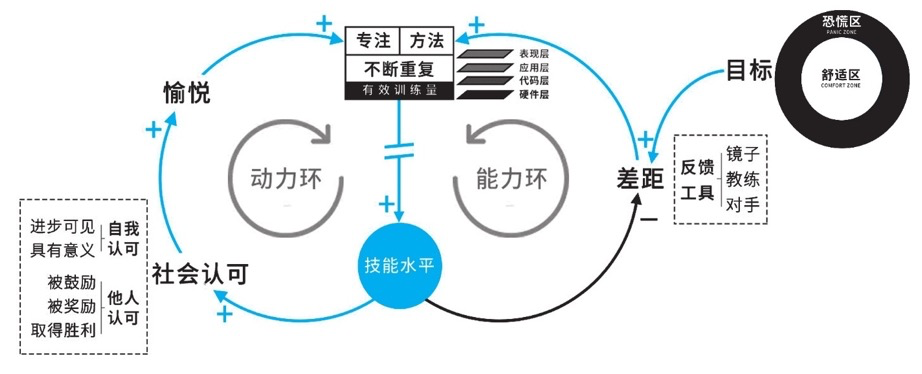 专注 方法
不断重复
有效训练量
表现层
应用层
代码层
硬件层
恐慌区
PANIC ZONE
舒适区
COMFORT ZONE
目标
愉悦
动力环
能力环
差距
反馈
工具
镜子
教练
对手
进步可见
具有意义
自我
认可
被鼓励
被奖励
取得胜利
他人
认可
社会认可
技能水平
+
+
+
+
+
+
−